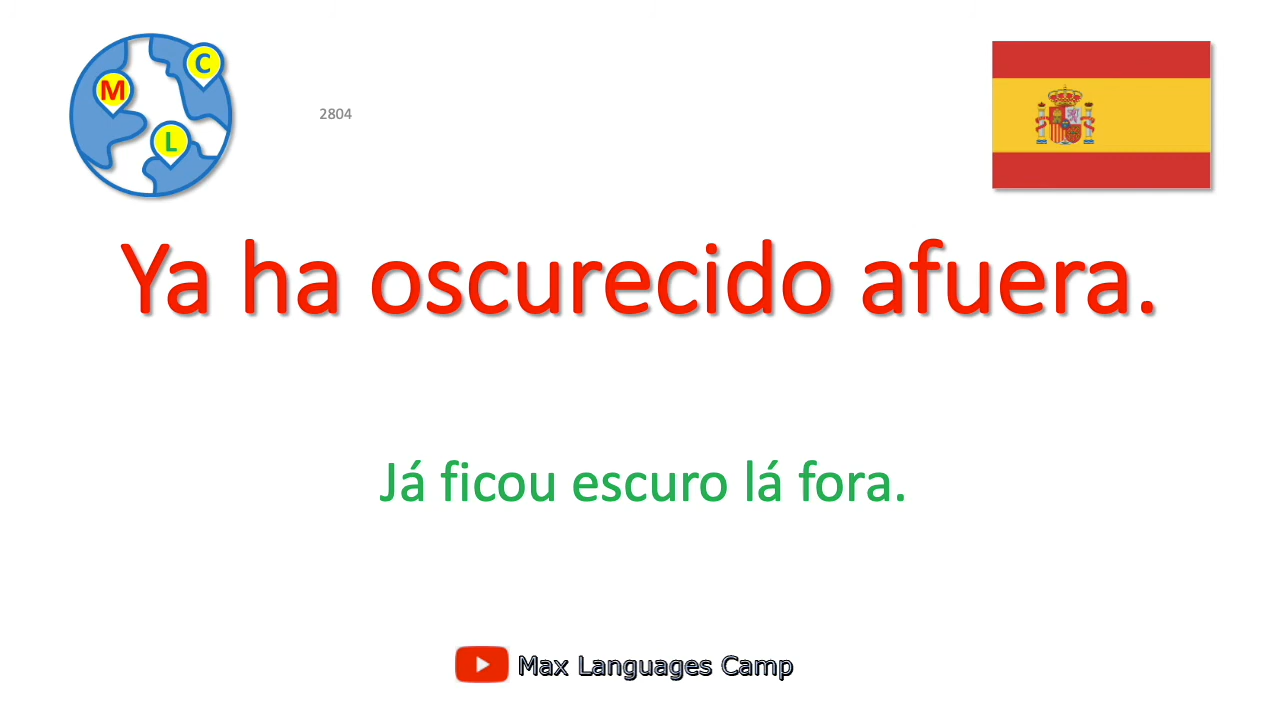 M
C
L
2804
Ya ha oscurecido afuera.
Já ficou escuro lá fora.
Max Languages Camp